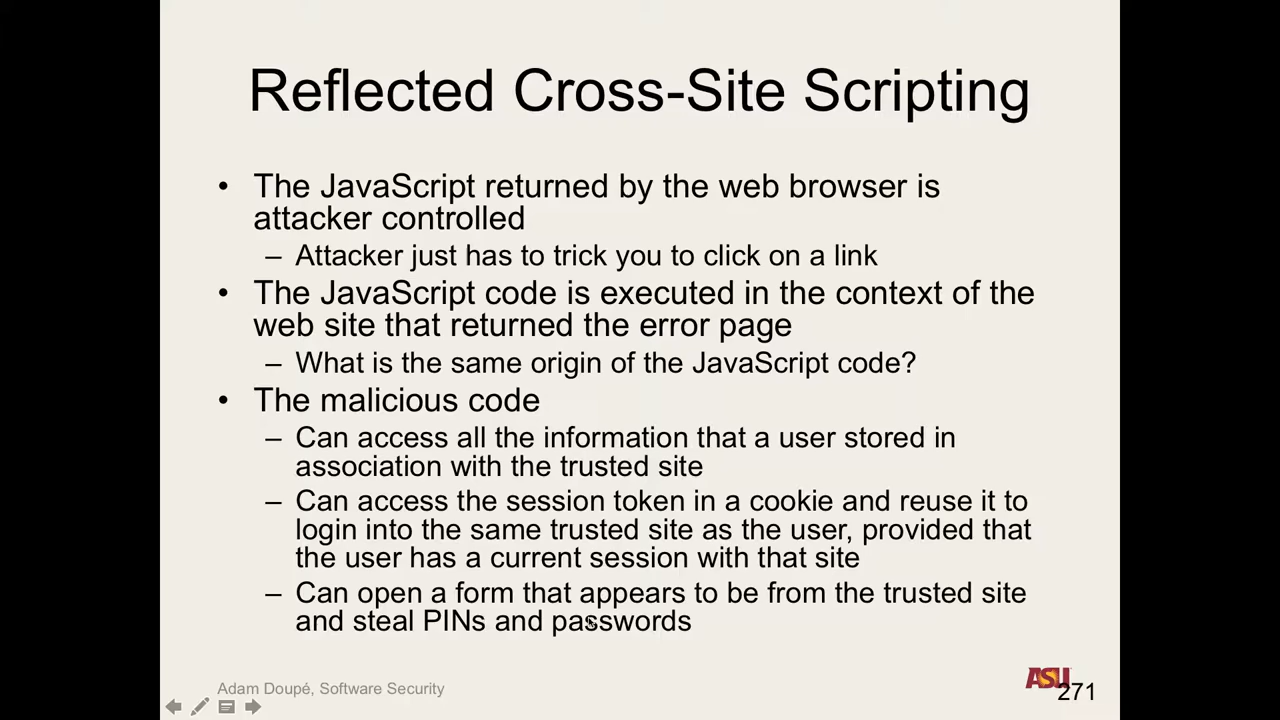 Reflected Cross-Site Scripting
• The JavaScript returned by the web browser is
attacker controlled
– Attacker just has to trick you to click on a link
• The JavaScript code is executed in the context of the
web site that returned the error page
– What is the same origin of the JavaScript code?
• The malicious code
– Can access all the information that a user stored in
association with the trusted site
– Can access the session token in a cookie and reuse it to
login into the same trusted site as the user, provided that
the user has a current session with that site
– Can open a form that appears to be from the trusted site
and steal PINs and passwords
Adam Doupé, Software Security
ASU
271